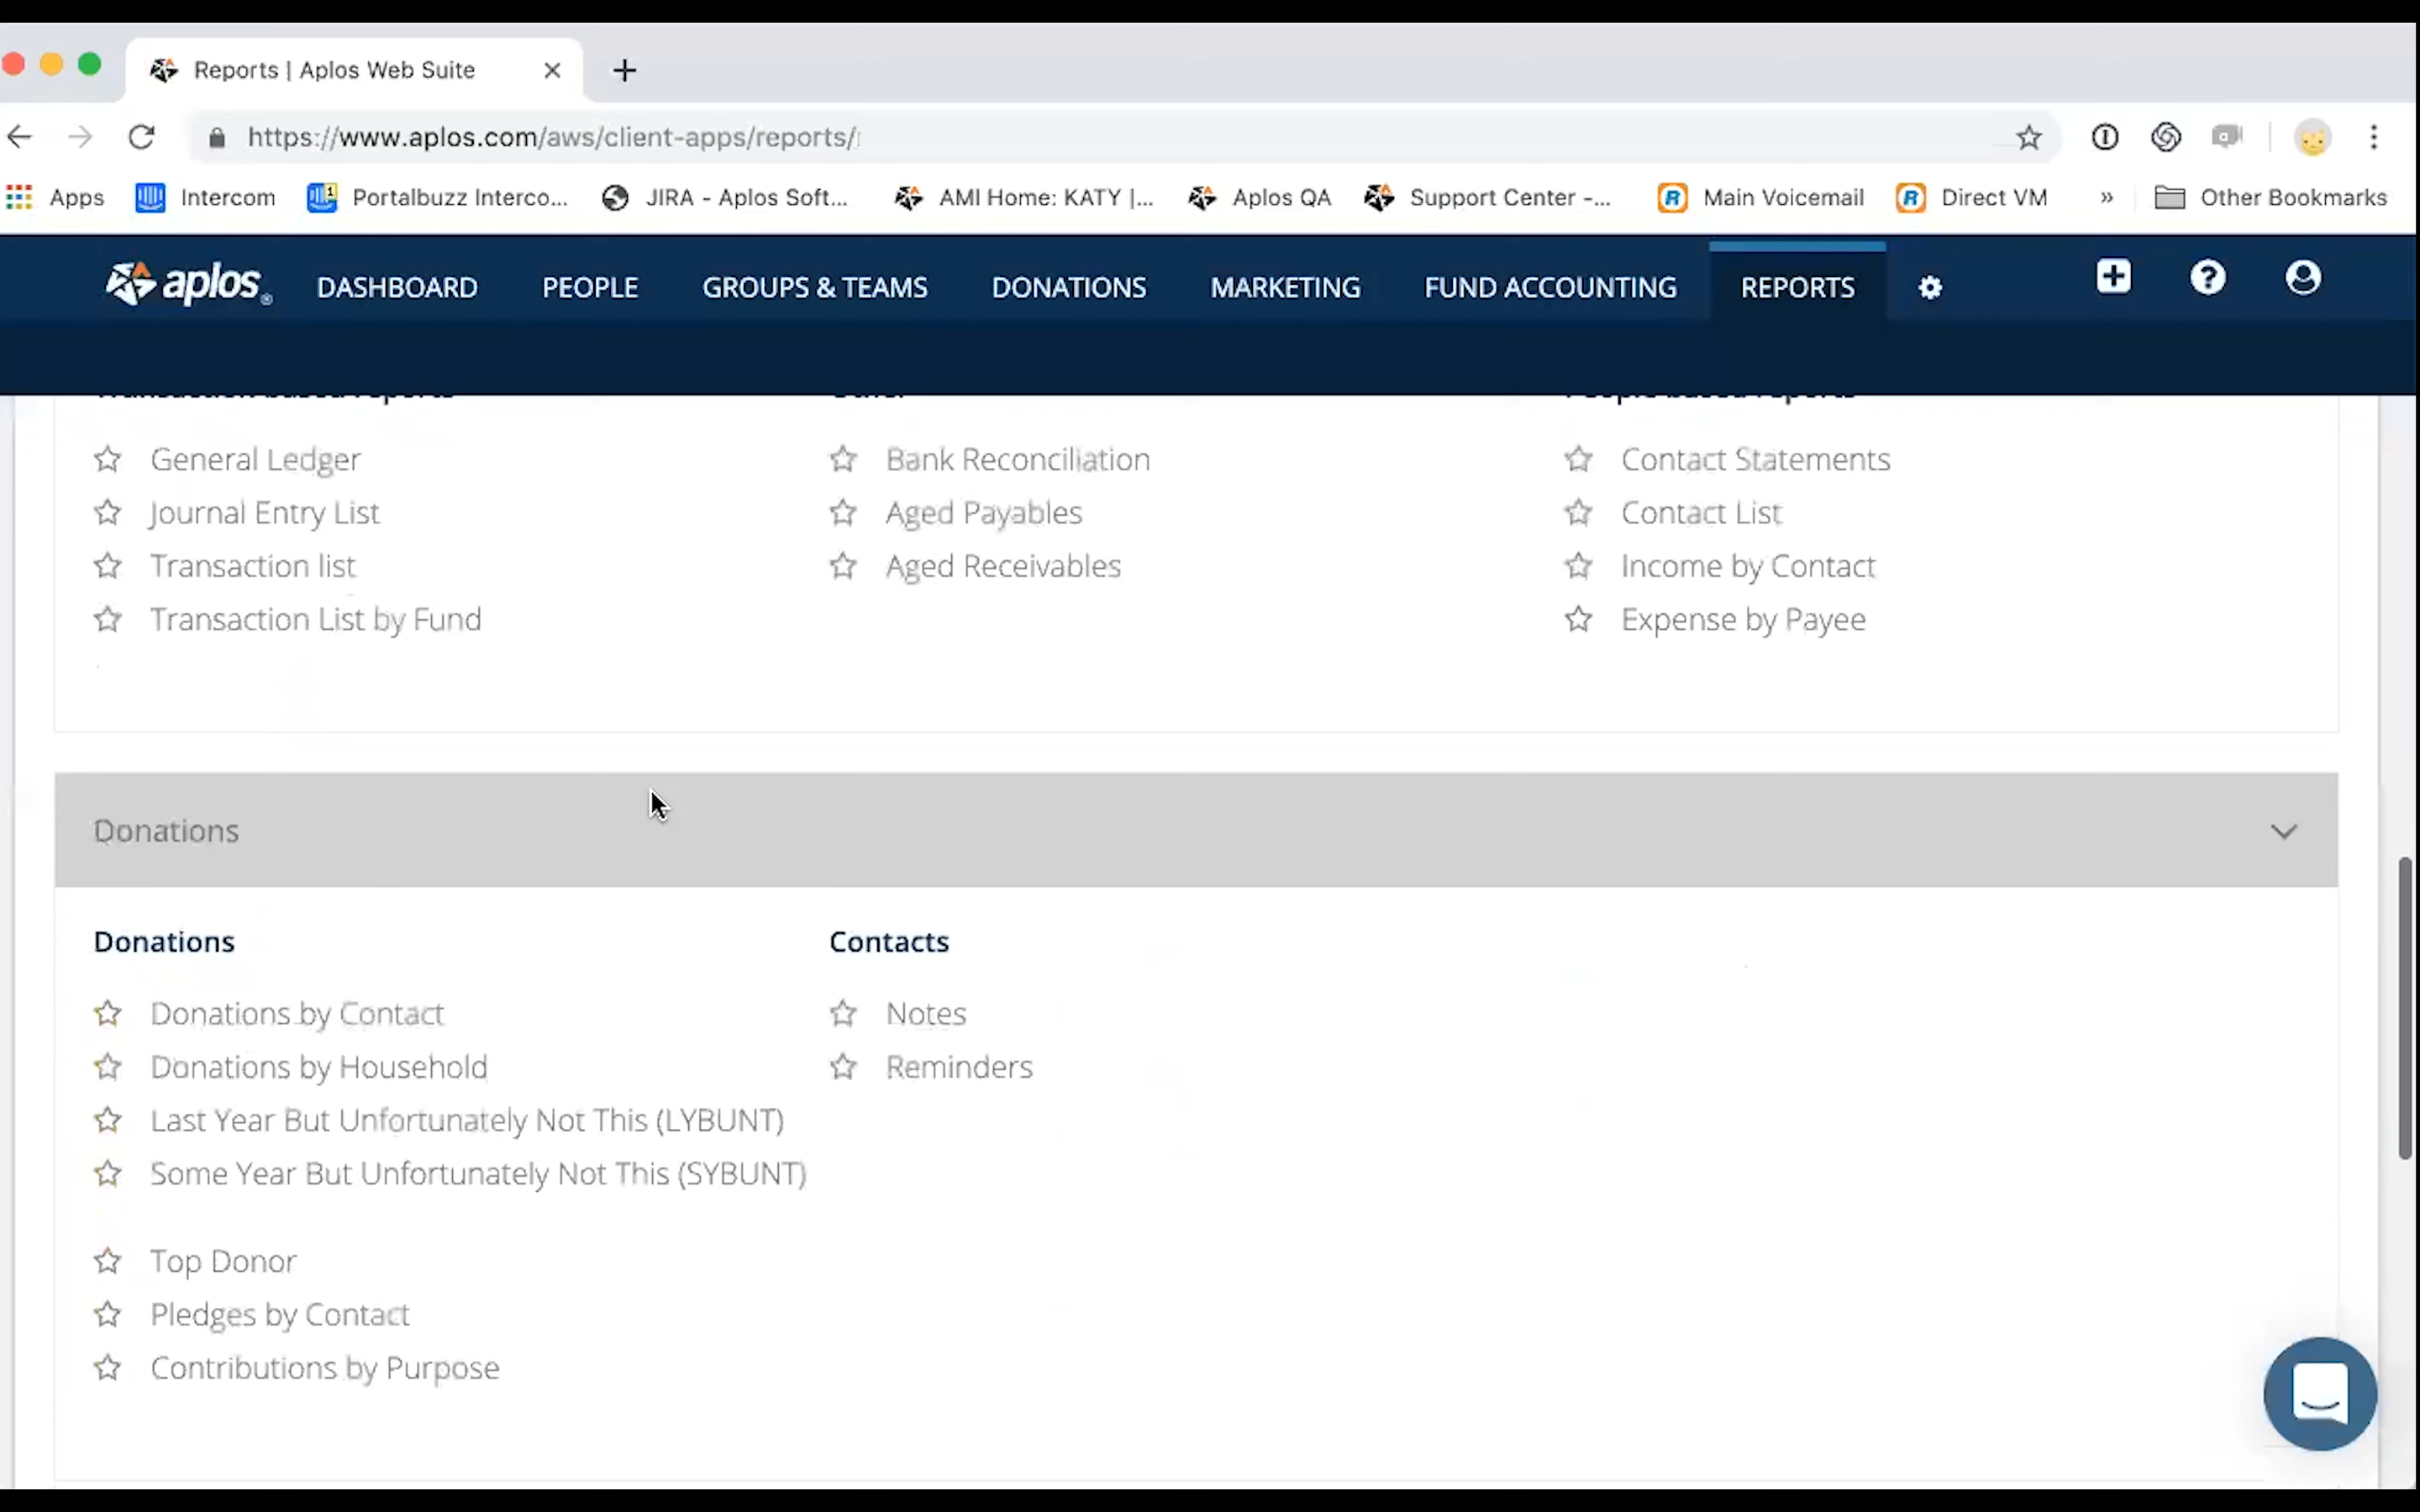 Reports | Aplos Web Suite
https://www.aplos.com/aws/client-apps/reports/
Apps Intercom Portalbuzz Interco... JIRA - Aplos Soft... AMI Home: KATY |... Aplos QA Support Center -... Main Voicemail Direct VM » Other Bookmarks
aplos DASHBOARD PEOPLE GROUPS & TEAMS DONATIONS MARKETING FUND ACCOUNTING REPORTS
General Ledger
Journal Entry List
Transaction list
Transaction List by Fund
Bank Reconciliation
Aged Payables
Aged Receivables
People based reports
Contact Statements
Contact List
Income by Contact
Expense by Payee
Donations
Donations
Donations by Contact
Donations by Household
Last Year But Unfortunately Not This (LYBUNT)
Some Year But Unfortunately Not This (SYBUNT)
Top Donor
Pledges by Contact
Contributions by Purpose
Contacts
Notes
Reminders